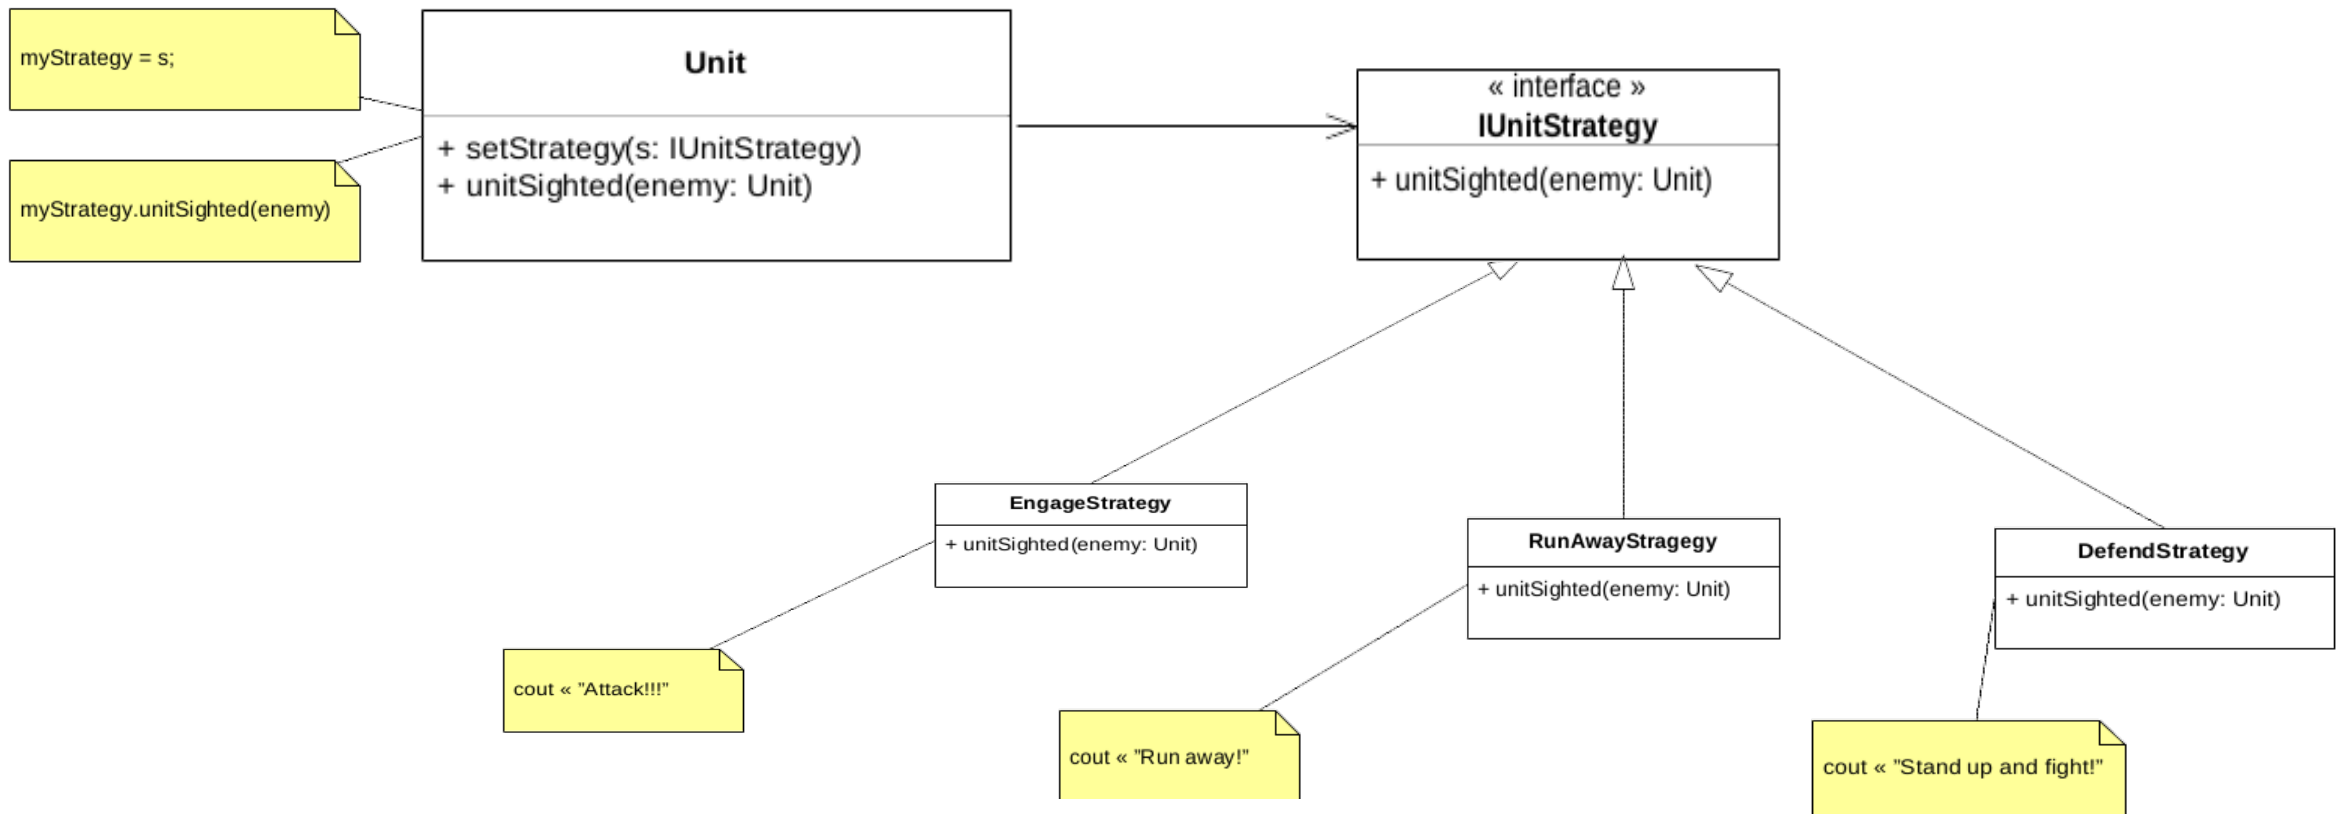 myStrategy = s;
myStrategy.unitSighted(enemy)
Unit
+ setStrategy(s: IUnitStrategy)
+ unitSighted(enemy: Unit)
« interface »
IUnitStrategy
+ unitSighted(enemy: Unit)
EngageStrategy
+ unitSighted(enemy: Unit)
cout « ”Attack!!!”
RunAwayStragegy
+ unitSighted(enemy: Unit)
cout « ”Run away!”
DefendStrategy
+ unitSighted(enemy: Unit)
cout « ”Stand up and fight!”